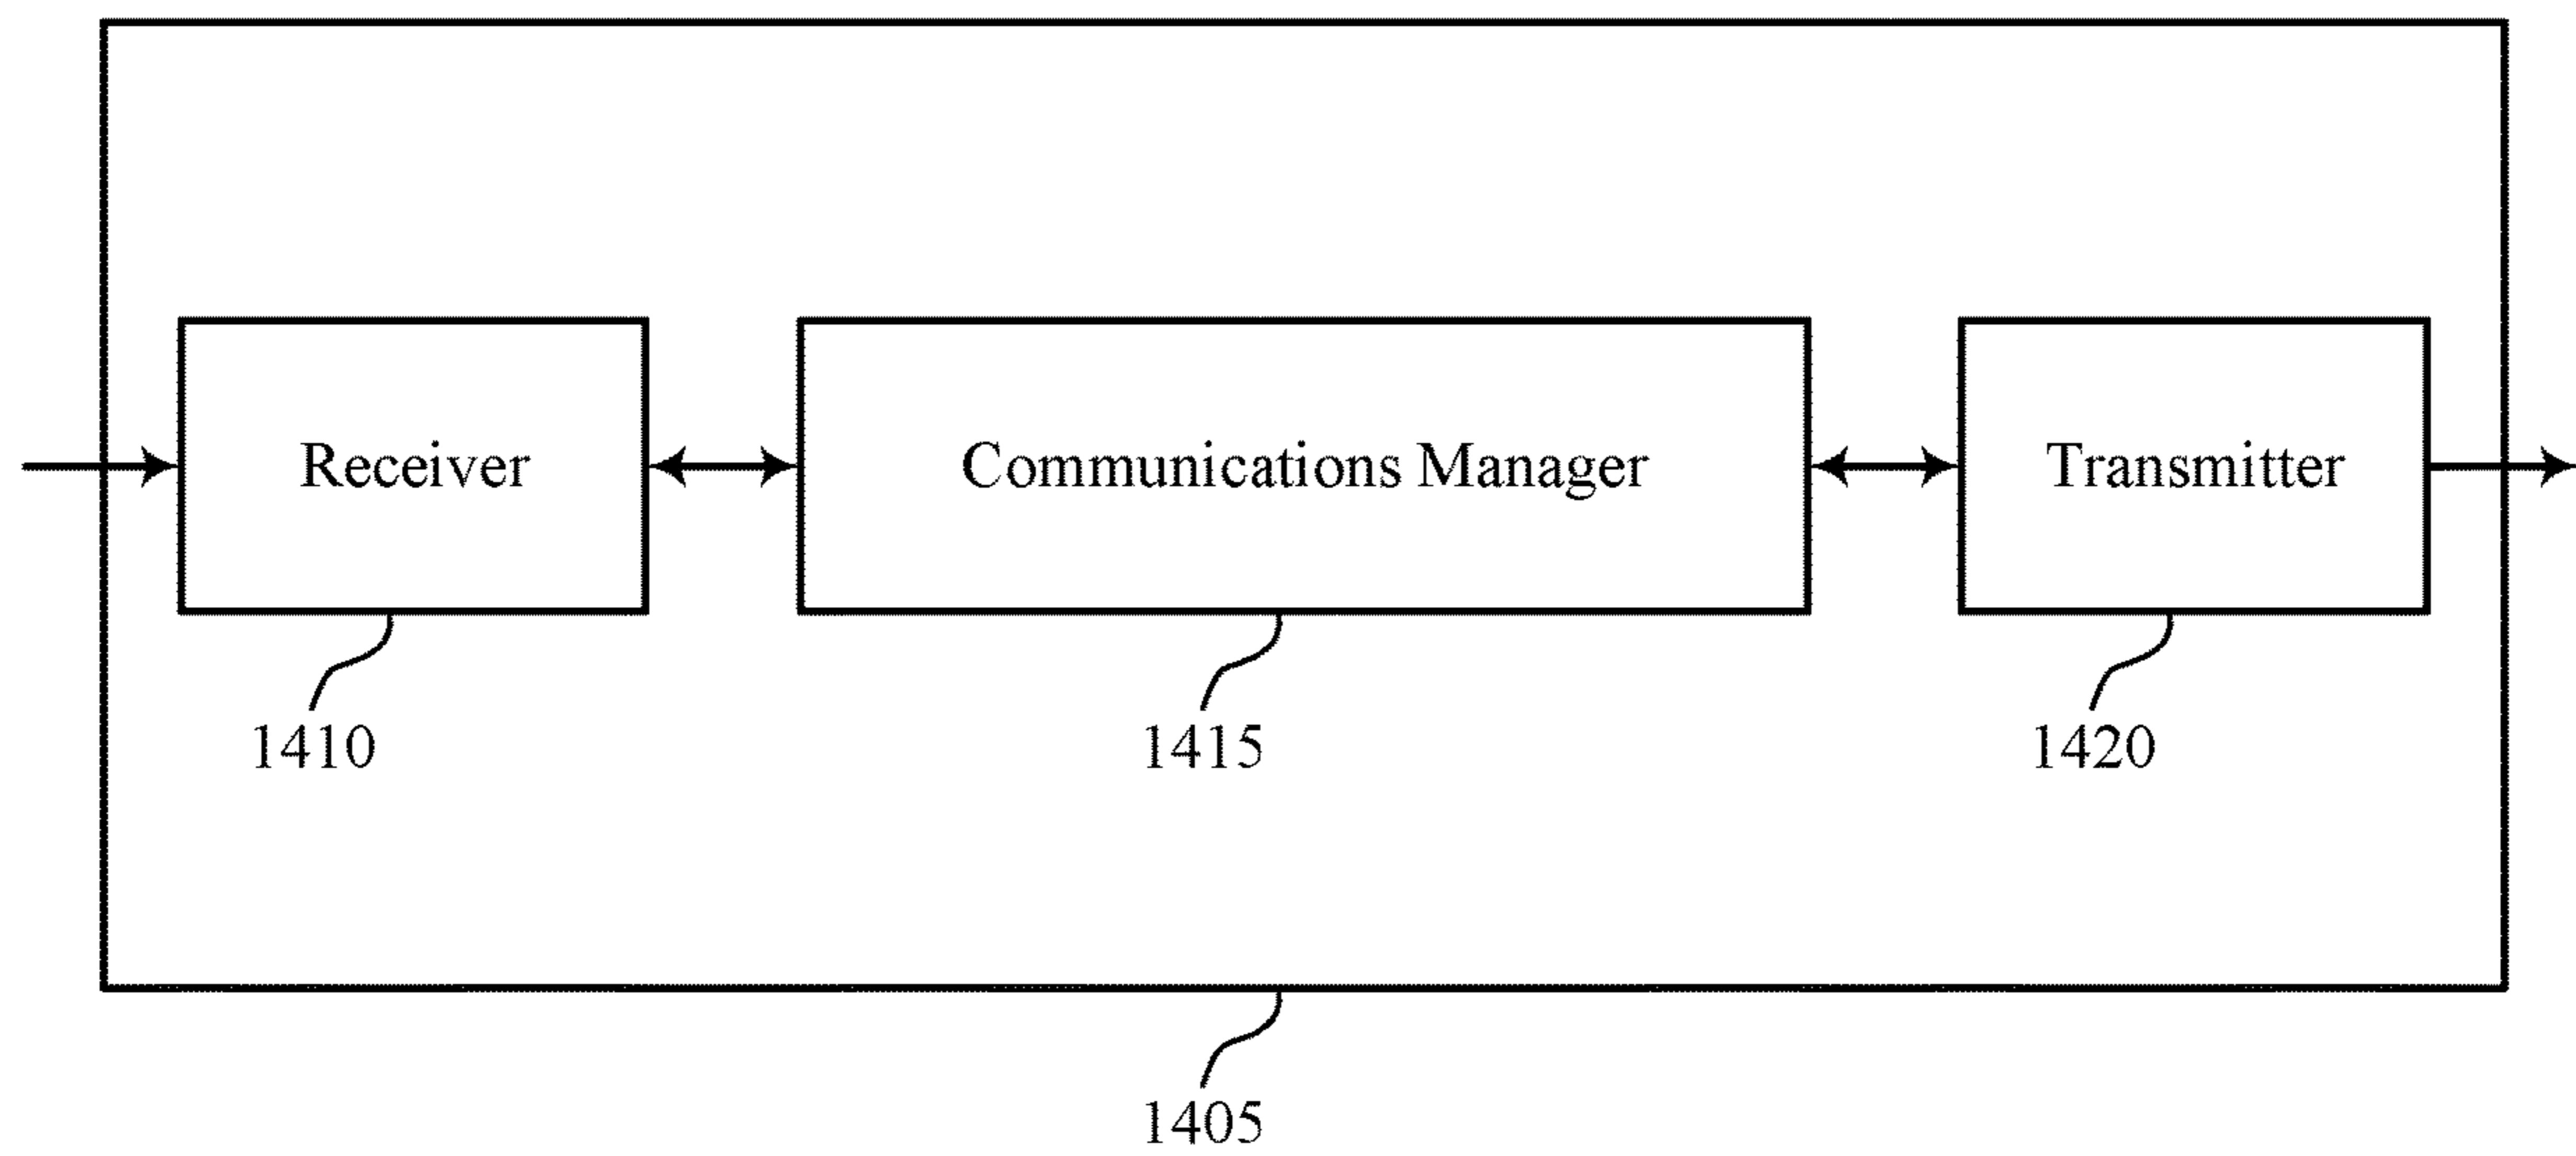 Receiver
Communications Manager
Transmitter
1410
1415
1420
1405